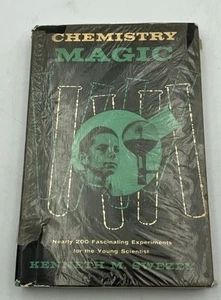 CHEMISTRY
MAGIC
Nearly 200 Fascinating Experiments
for the Young Scientist
KENNETH M. SWEZEY